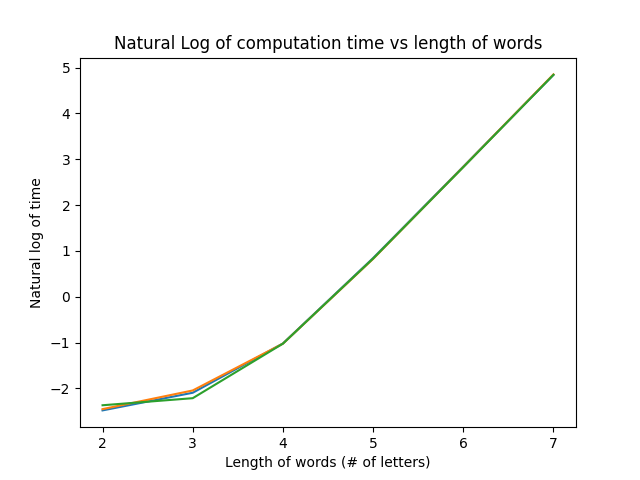 Natural Log of computation time vs length of words
5
4
3
2
1
0
−1
−2
Natural log of time
2 3 4 5 6 7
Length of words (# of letters)